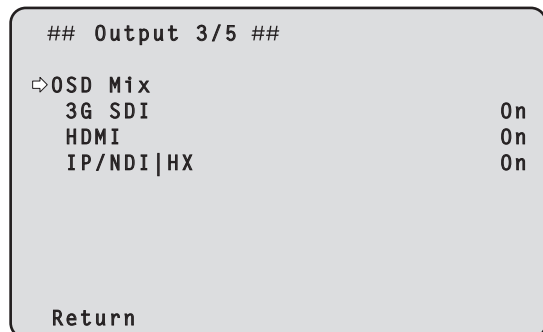 ## Output 3/5 ##
⇨OSD Mix
3G SDI On
HDMI On
IP/NDI|HX On
Return